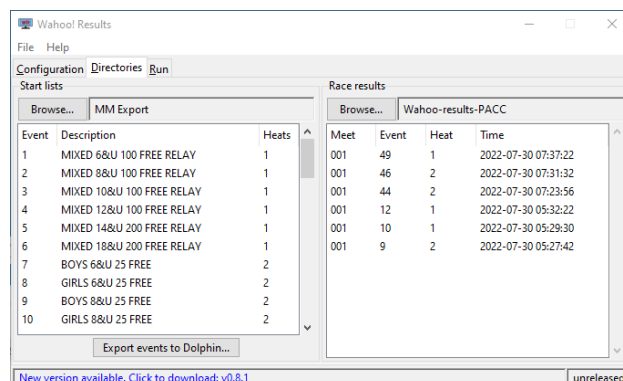 Wahoo! Results
File Help
Configuration Directories Run
Start lists
Browse... MM Export
Event Description Heats
1 MIXED 6&U 100 FREE RELAY 1
2 MIXED 8&U 100 FREE RELAY 1
3 MIXED 10&U 100 FREE RELAY 1
4 MIXED 12&U 100 FREE RELAY 1
5 MIXED 14&U 200 FREE RELAY 1
6 MIXED 18&U 200 FREE RELAY 1
7 BOYS 6&U 25 FREE 2
8 GIRLS 6&U 25 FREE 2
9 BOYS 8&U 25 FREE 2
10 GIRLS 8&U 25 FREE 2
Export events to Dolphin...
Race results
Browse... Wahoo-results-PACC
Meet Event Heat Time
001 49 1 2022-07-30 07:37:22
001 46 2 2022-07-30 07:31:32
001 44 2 2022-07-30 07:23:56
001 12 1 2022-07-30 05:32:22
001 10 1 2022-07-30 05:29:30
001 9 2 2022-07-30 05:27:42
New version available. Click to download: v0.8.1 unreleased